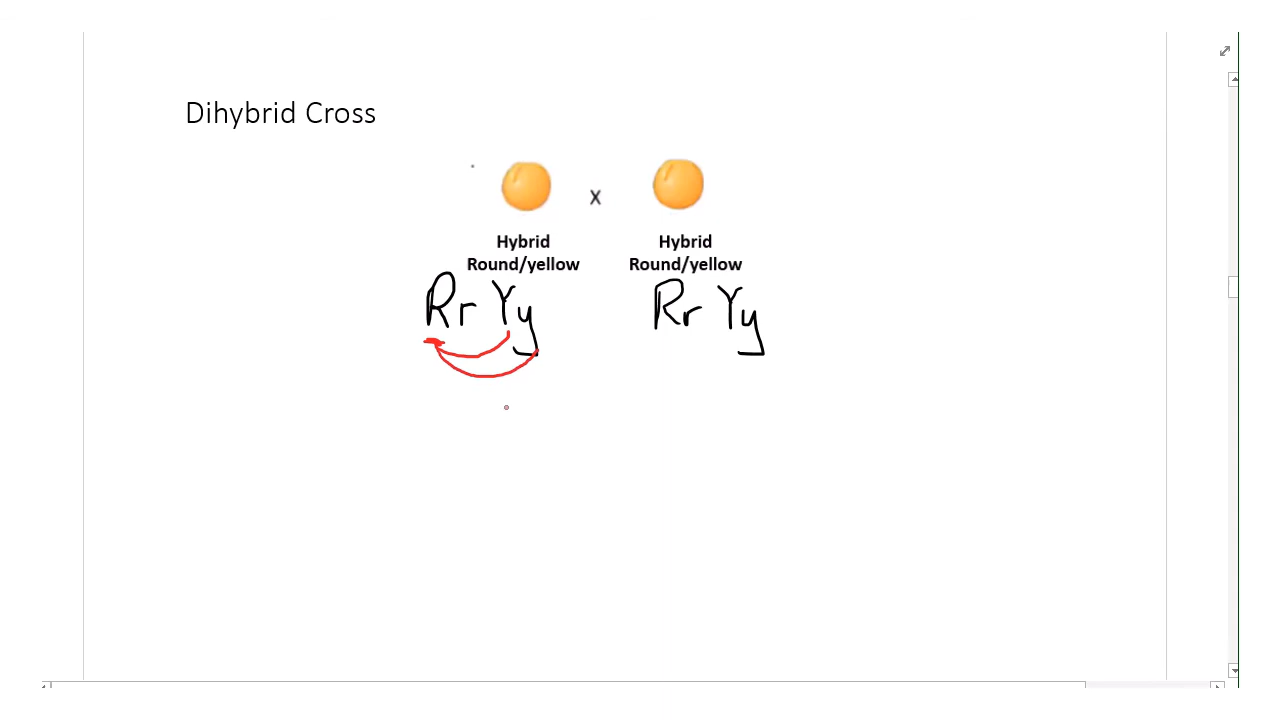 Dihybrid Cross
x
Hybrid Hybrid
Round/yellow Round/yellow
Rr Yy Rr Yy